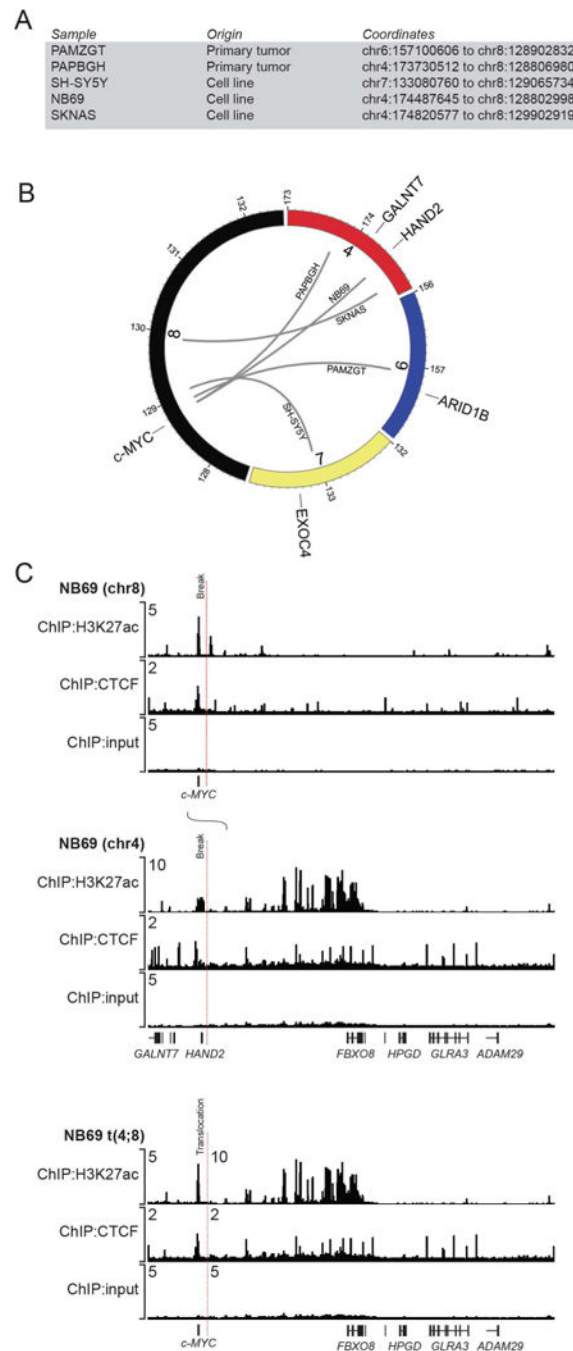 A
Sample Origin Coordinates
PAMZGT Primary tumor chr6:157100606 to chr8:128902832
PAPBGH Primary tumor chr4:173730512 to chr8:128806980
SH-SY5Y Cell line chr7:133080760 to chr8:129065734
NB69 Cell line chr4:174487645 to chr8:128802998
SKNAS Cell line chr4:174820577 to chr8:129902919
B
132
173
174
GALNT7
HAND2
131
4
PAPBGH
NB69
SKNAS
156
130
8
PAMZGT
6
157
ARID1B
129
c-MYC
SH-SY5Y
128
7
132
133
EXOC4
C
NB69 (chr8)
Break
5
ChIP:H3K27ac
2
ChIP:CTCF
5
ChIP:input
c-MYC
NB69 (chr4)
Break
10
ChIP:H3K27ac
2
ChIP:CTCF
5
ChIP:input
GALNT7 HAND2 FBXO8 HPGD GLRA3 ADAM29
NB69 t(4;8)
Translocation
5 10
ChIP:H3K27ac
2 2
ChIP:CTCF
5 5
ChIP:input
c-MYC FBXO8 HPGD GLRA3 ADAM29